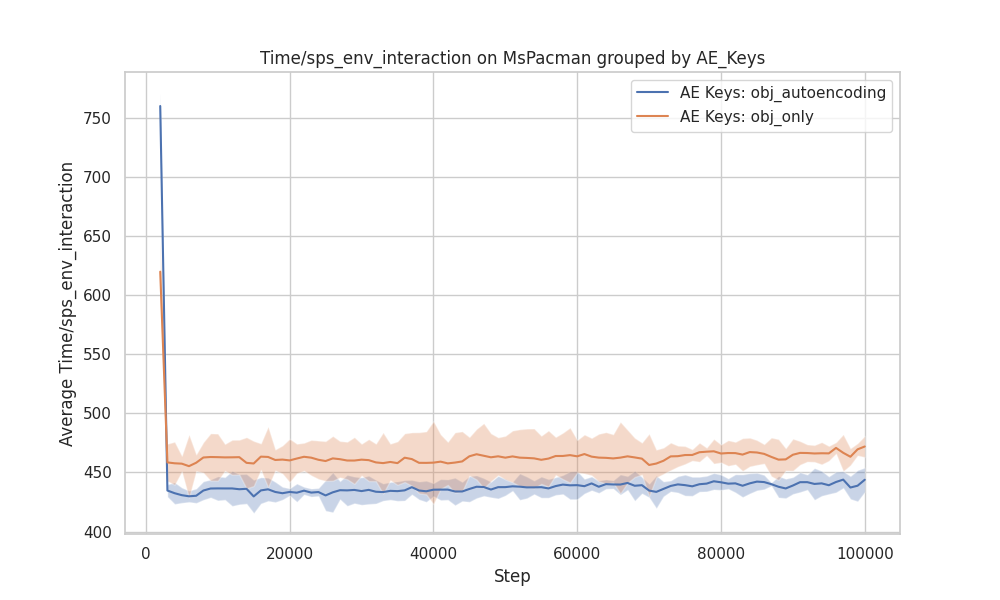 Time/sps_env_interaction on MsPacman grouped by AE_Keys
AE Keys: obj_autoencoding
AE Keys: obj_only
Average Time/sps_env_interaction
750
700
650
600
550
500
450
400
0
20000
40000
60000
80000
100000
Step